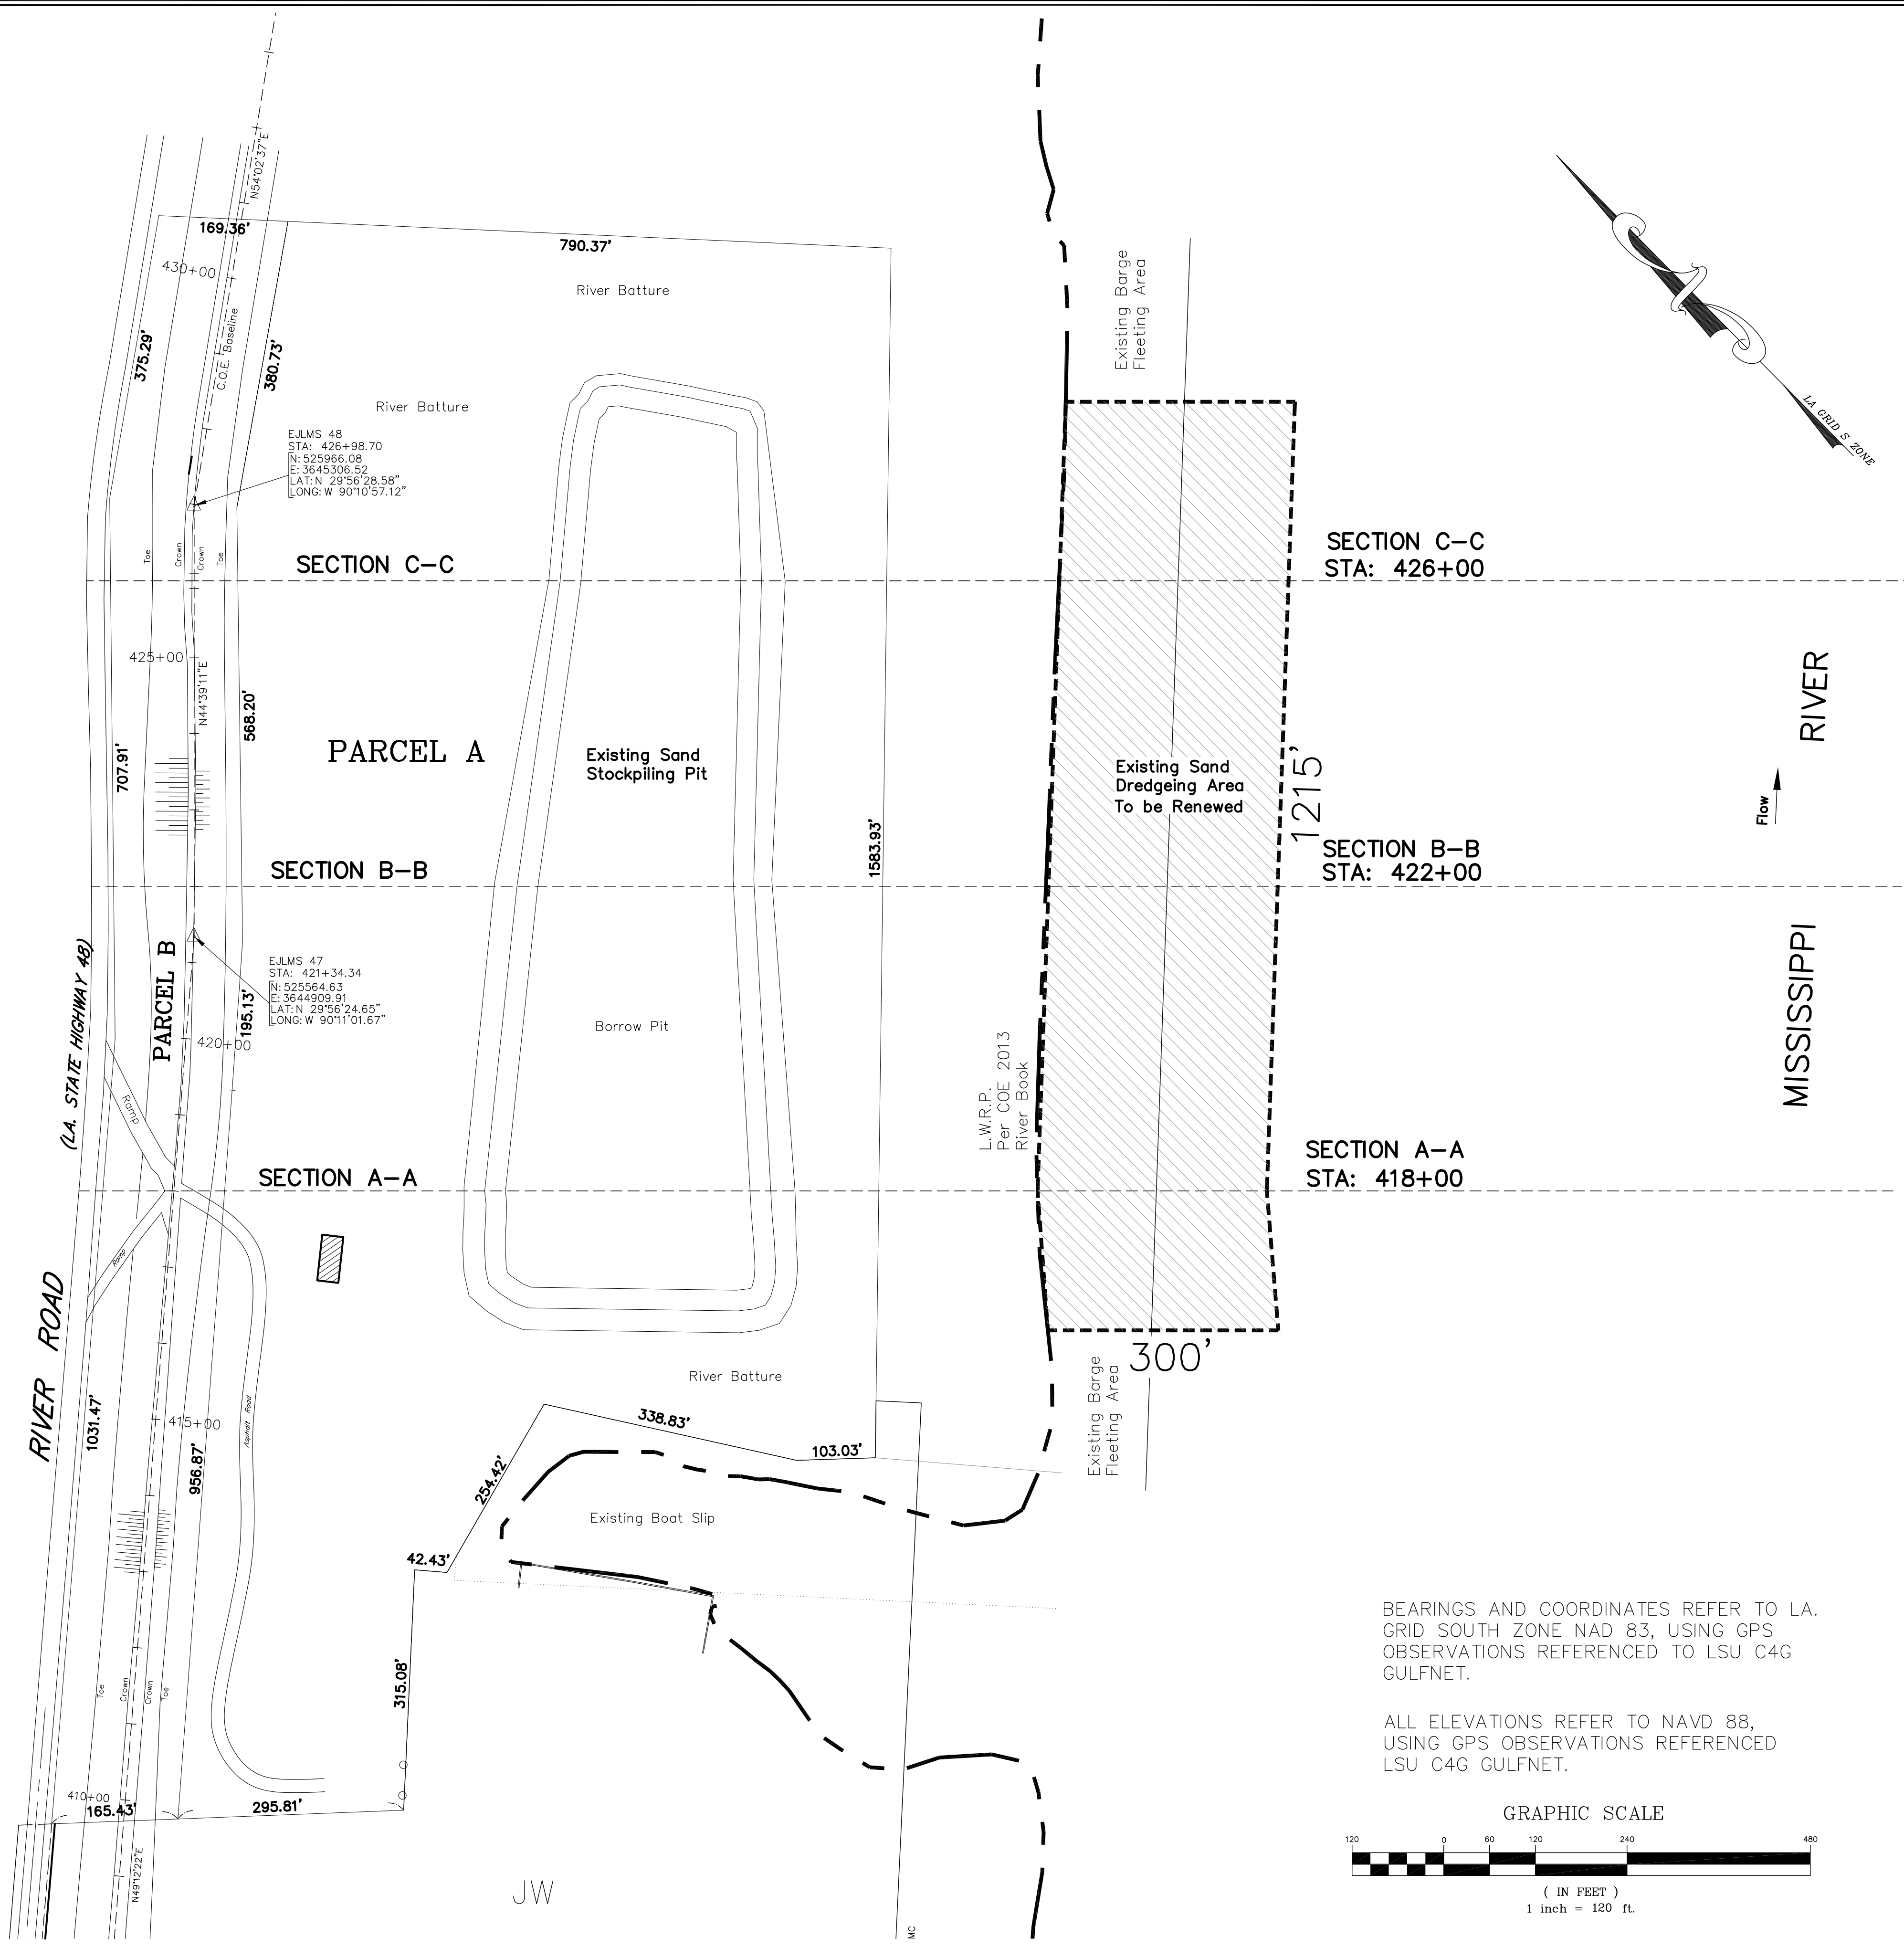 N54°02'37"E
169.36'
790.37'
430+00
River Batture
375.29'
C.O.E. Baseline
380.73'
River Batture
Existing Barge
Fleeting Area
LA GRID S ZONE
EJLMS 48
STA: 426+98.70
N: 525966.08
E: 3645306.52
LAT: N 29°56'28.58"
LONG: W 90°10'57.12"
Toe
Crown
Crown
Toe
SECTION C-C
SECTION C-C
STA: 426+00
425+00
N44°39'11"E
568.20'
707.91'
PARCEL A
Existing Sand
Stockpiling Pit
Existing Sand
Dredgeing Area
To be Renewed
1215'
RIVER
Flow
1583.93'
SECTION B-B
SECTION B-B
STA: 422+00
(LA. STATE HIGHWAY 48)
PARCEL B
EJLMS 47
STA: 421+34.34
N: 525564.63
E: 3644909.91
LAT: N 29°56'24.65"
LONG: W 90°11'01.67"
195.13'
420+00
Borrow Pit
L.W.R.P.
Per COE 2013
River Book
MISSISSIPPI
Ramp
SECTION A-A
SECTION A-A
STA: 418+00
Ramp
RIVER ROAD
300'
Existing Barge
Fleeting Area
River Batture
1031.47'
415+00
956.87'
Asphalt Road
338.83'
103.03'
254.42'
Existing Boat Slip
42.43'
315.08'
Toe
Crown
Crown
Toe
410+00
165.43'
295.81'
N49°12'22"E
JW
MC
BEARINGS AND COORDINATES REFER TO LA.
GRID SOUTH ZONE NAD 83, USING GPS
OBSERVATIONS REFERENCED TO LSU C4G
GULFNET.
ALL ELEVATIONS REFER TO NAVD 88,
USING GPS OBSERVATIONS REFERENCED
LSU C4G GULFNET.
GRAPHIC SCALE
120 0 60 120 240 480
( IN FEET )
1 inch = 120 ft.